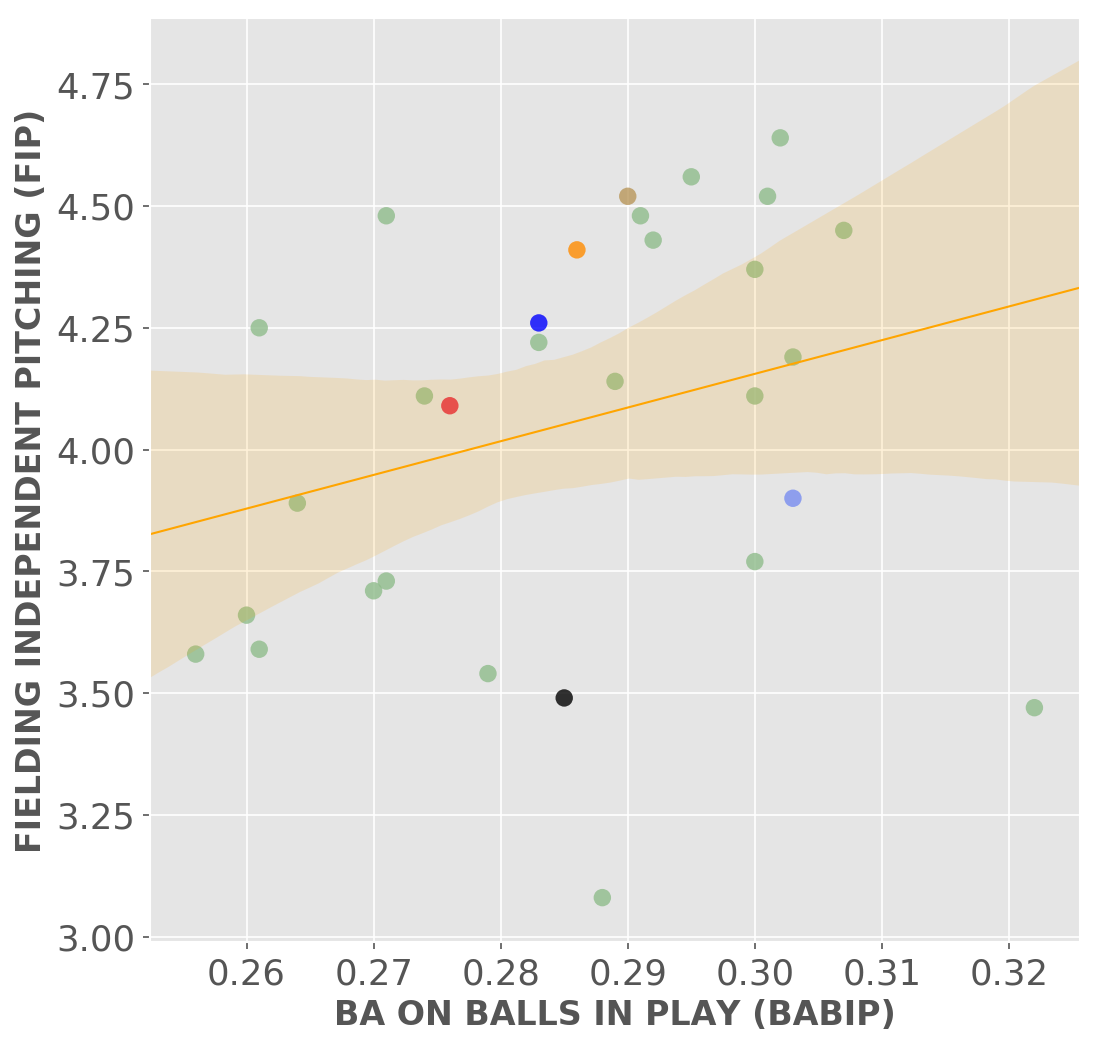 FIELDING INDEPENDENT PITCHING (FIP)
4.75
4.50
4.25
4.00
3.75
3.50
3.25
3.00
0.26 0.27 0.28 0.29 0.30 0.31 0.32
BA ON BALLS IN PLAY (BABIP)